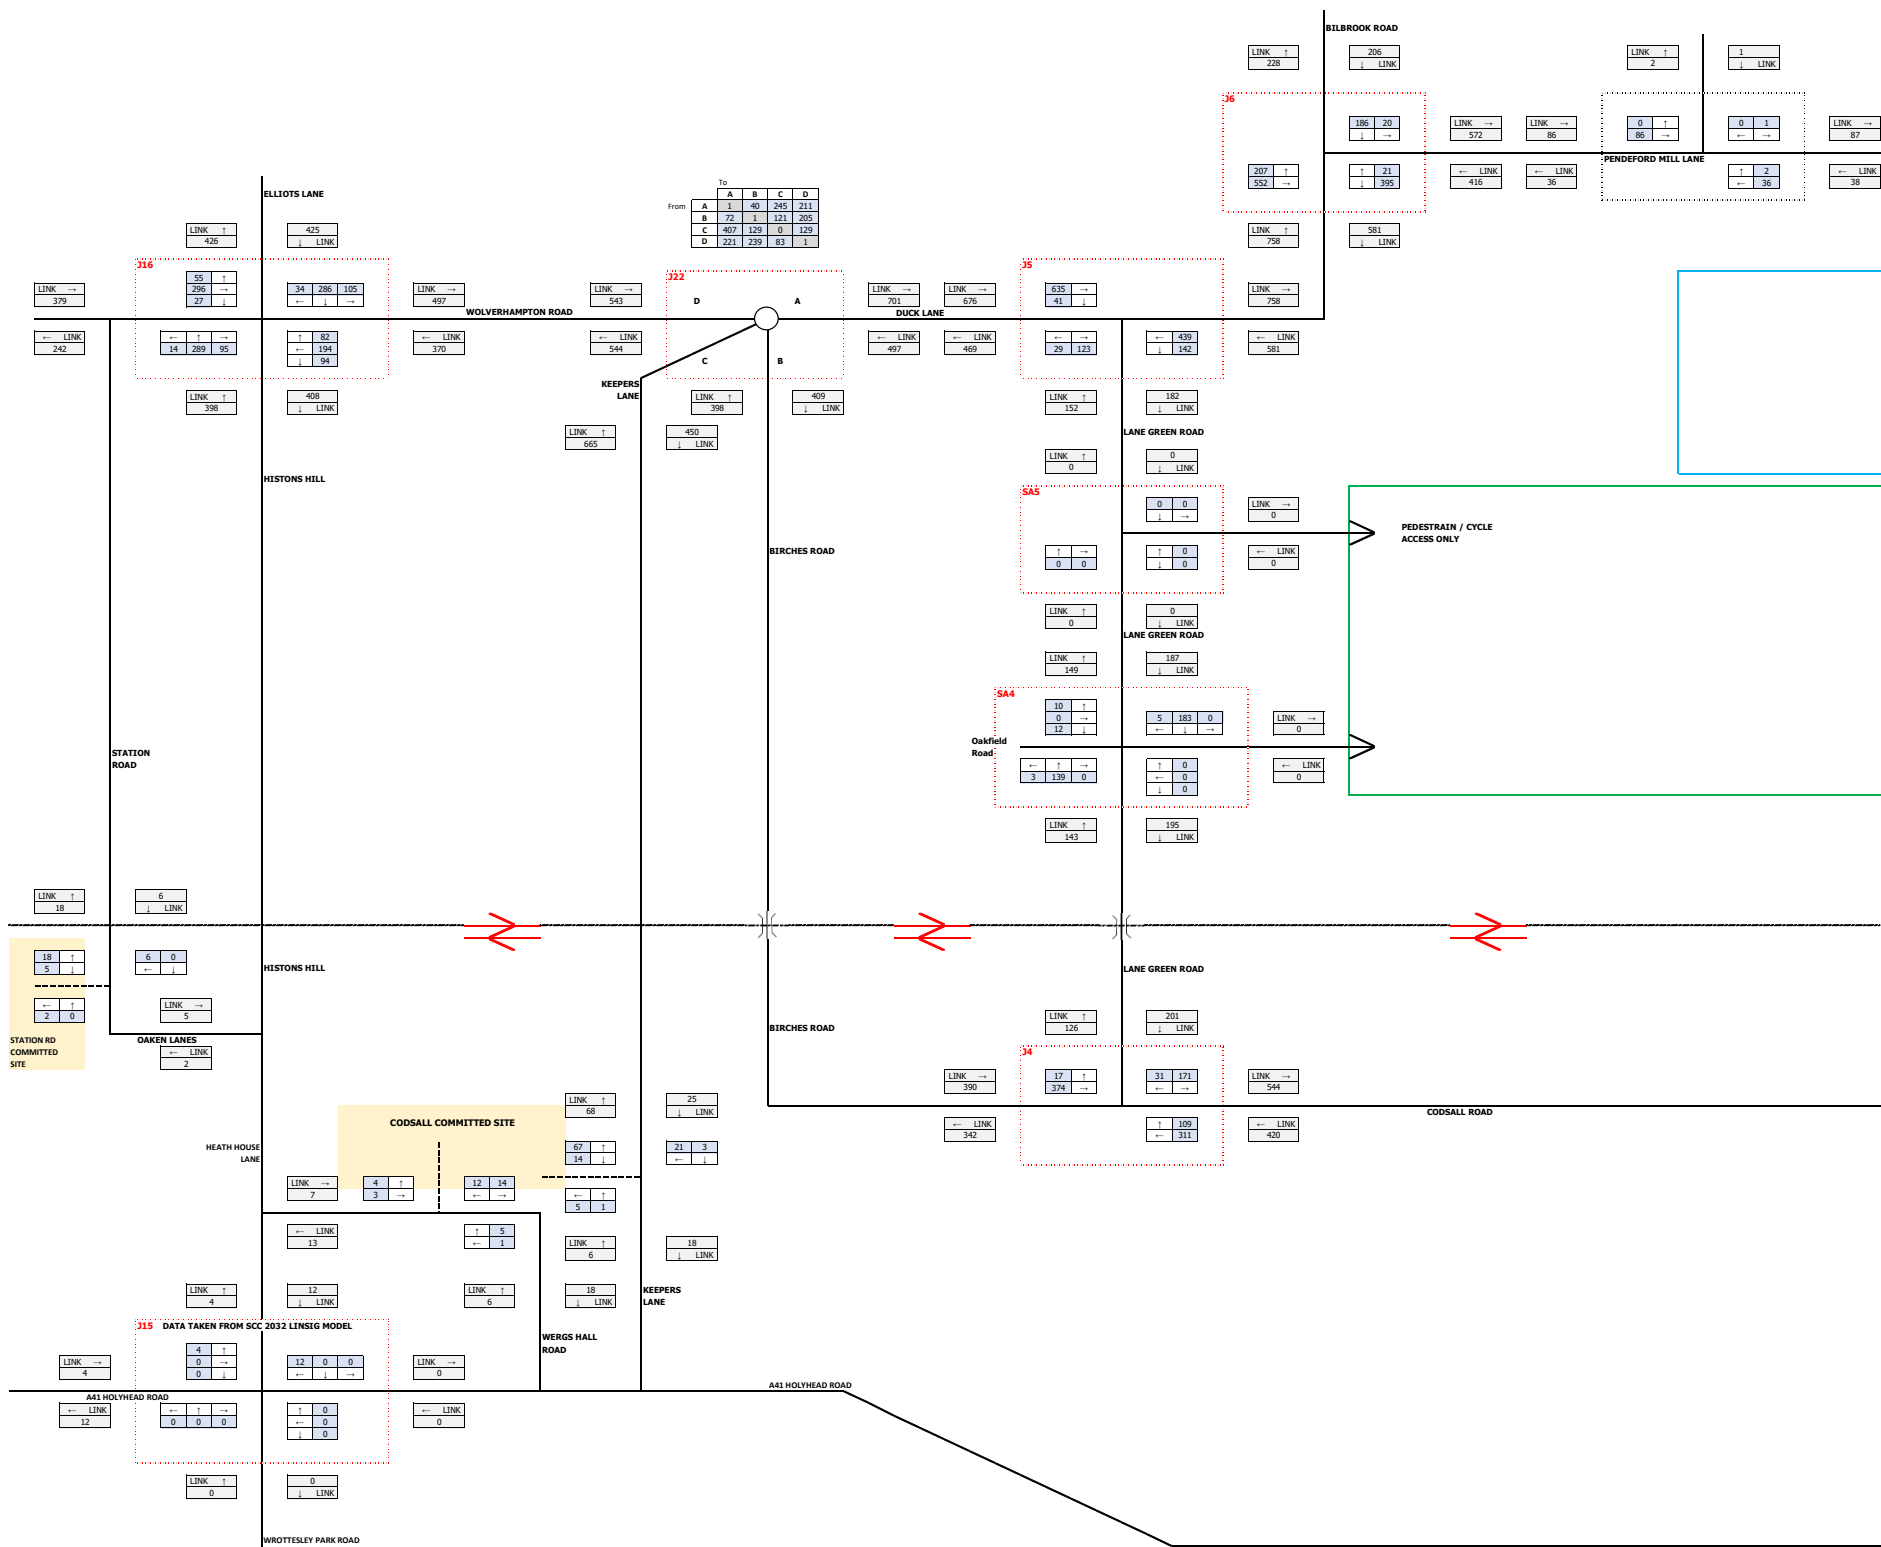 BILBROOK ROAD
LINK ↑ 206 LINK ↑ 1
228 ↓ LINK 2 ↓ LINK
J6
186 20 LINK → LINK → 0 ↑ 0 1 LINK →
↓ → 572 86 86 → ← → 87
PENDEFORD MILL LANE
207 ↑ ↑ 21 ← LINK ← LINK ↑ 2 ← LINK
552 → ↓ 395 416 36 ← 36 38
To
A B C D
From A 1 40 245 211
B 72 1 121 205
C 407 129 0 129
D 221 239 83 1
ELLIOTS LANE
LINK ↑ 425 LINK ↑ 581
426 ↓ LINK 758 ↓ LINK
J16 J22 J5
55 ↑
296 →
27 ↓
LINK → 34 286 105 LINK → LINK → D A LINK → LINK → 635 → LINK →
379 ← ↓ → 497 543 701 676 41 ↓ 758
WOLVERHAMPTON ROAD DUCK LANE
← LINK ← ↑ → ↑ 82 ← LINK ← LINK ← LINK ← LINK ← → ← 439 ← LINK
242 14 289 95 ← 194 370 544 497 469 29 123 ↓ 142 581
↓ 94
C B
KEEPERS
LANE
LINK ↑ 408 LINK ↑ 409 LINK ↑ 182
398 ↓ LINK 398 ↓ LINK 152 ↓ LINK
LINK ↑ 450
665 ↓ LINK
LANE GREEN ROAD
LINK ↑ 0
0 ↓ LINK
HISTONS HILL
SA5
0 0 LINK →
↓ → 0
PEDESTRAIN / CYCLE
ACCESS ONLY
BIRCHES ROAD
↑ → ↑ 0 ← LINK
0 0 ↓ 0 0
LINK ↑ 0
0 ↓ LINK
LANE GREEN ROAD
LINK ↑ 187
149 ↓ LINK
SA4
10 ↑
0 → 5 183 0 LINK →
12 ↓ ← ↓ → 0
Oakfield
Road
STATION
ROAD
← ↑ → ↑ 0 ← LINK
3 139 0 ← 0 0
↓ 0
LINK ↑ 195
143 ↓ LINK
LINK ↑ 6
18 ↓ LINK
18 ↑ 6 0
5 ↓ ← ↓
HISTONS HILL
LANE GREEN ROAD
← ↑ LINK →
2 0 5
STATION RD
COMMITTED
SITE
OAKEN LANES
← LINK
2
BIRCHES ROAD
LINK ↑ 201
126 ↓ LINK
J4
LINK → 17 ↑ 31 171 LINK →
390 374 → ← → 544
CODSALL ROAD
← LINK ↑ 109 ← LINK
342 ← 311 420
LINK ↑ 25
68 ↓ LINK
CODSALL COMMITTED SITE
67 ↑ 21 3
14 ↓ ← ↓
HEATH HOUSE
LANE
LINK → 4 ↑ 12 14
7 3 → ← →
← ↑
5 1
← LINK ↑ 5
13 ← 1
LINK ↑ 18
6 ↓ LINK
LINK ↑ 12 LINK ↑ 18
4 ↓ LINK 6 ↓ LINK
KEEPERS
LANE
J15 DATA TAKEN FROM SCC 2032 LINSIG MODEL
WERGS HALL
ROAD
4 ↑
LINK → 0 → 12 0 0 LINK →
4 0 ↓ ← ↓ → 0
A41 HOLYHEAD ROAD A41 HOLYHEAD ROAD
← LINK ← ↑ → ↑ 0 ← LINK
12 0 0 0 ← 0 0
↓ 0
LINK ↑ 0
0 ↓ LINK
WROTTESLEY PARK ROAD